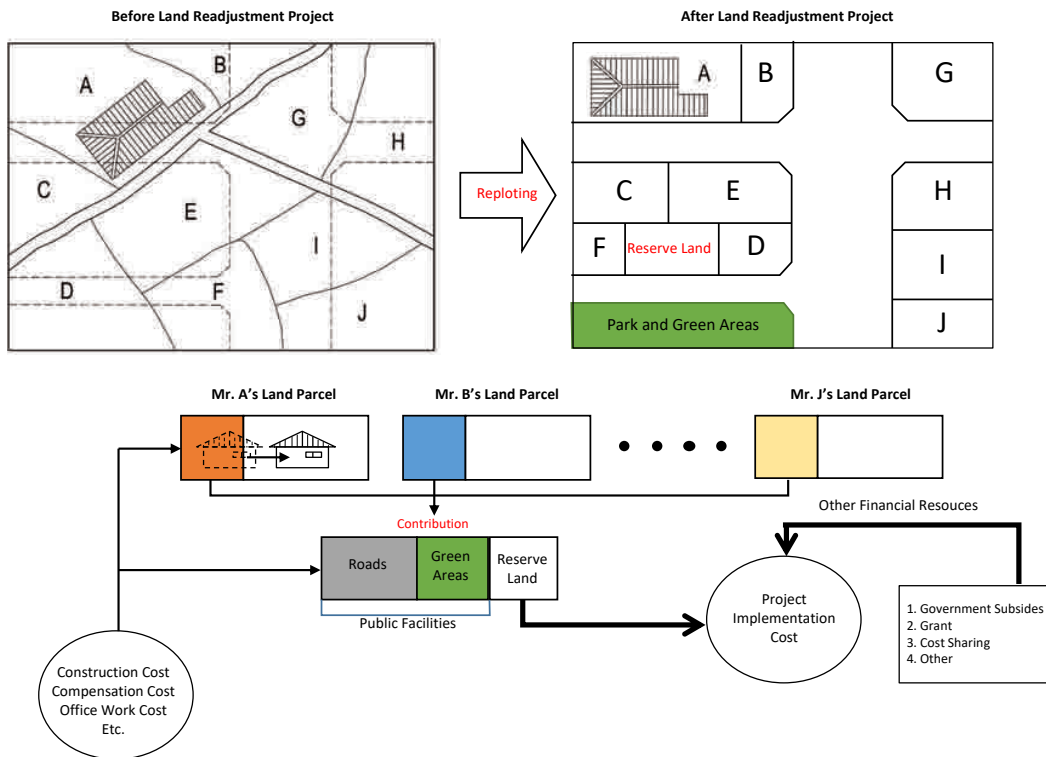 Before Land Readjustment Project
After Land Readjustment Project
A
B
G
H
C
E
I
D
F
J
Reploting
A
B
G
C
E
H
F
Reserve Land
D
I
Park and Green Areas
J
Mr. A's Land Parcel
Mr. B's Land Parcel
Mr. J's Land Parcel
Other Financial Resouces
Contribution
Roads
Green
Areas
Reserve
Land
Public Facilities
Project
Implementation
Cost
1. Government Subsides
2. Grant
3. Cost Sharing
4. Other
Construction Cost
Compensation Cost
Office Work Cost
Etc.